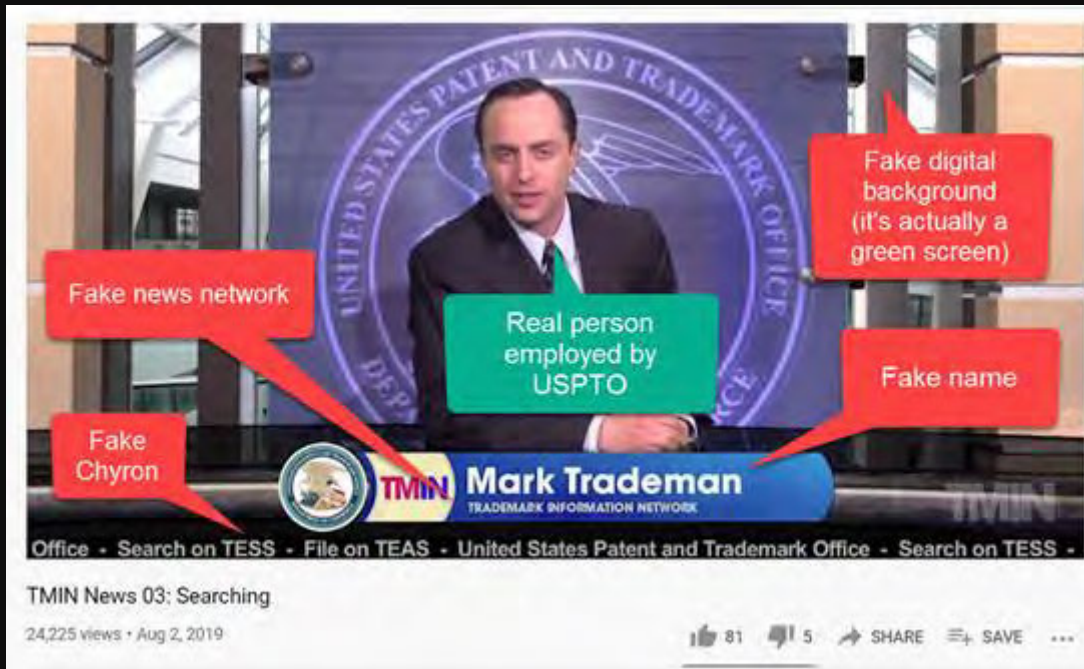 UNITED STATES PATENT AND TRADEMARK OFFICE
DEP
CE
Fake digital
background
(it's actually a
green screen)
Fake news network
Real person
employed by
USPTO
Fake name
Fake
Chyron
TMIN
Mark Trademan
TRADEMARK INFORMATION NETWORK
TMIN
Office - Search on TESS - File on TEAS - United States Patent and Trademark Office - Search on TESS -
TMIN News 03: Searching
24,225 views • Aug 2, 2019
81
5
SHARE
SAVE